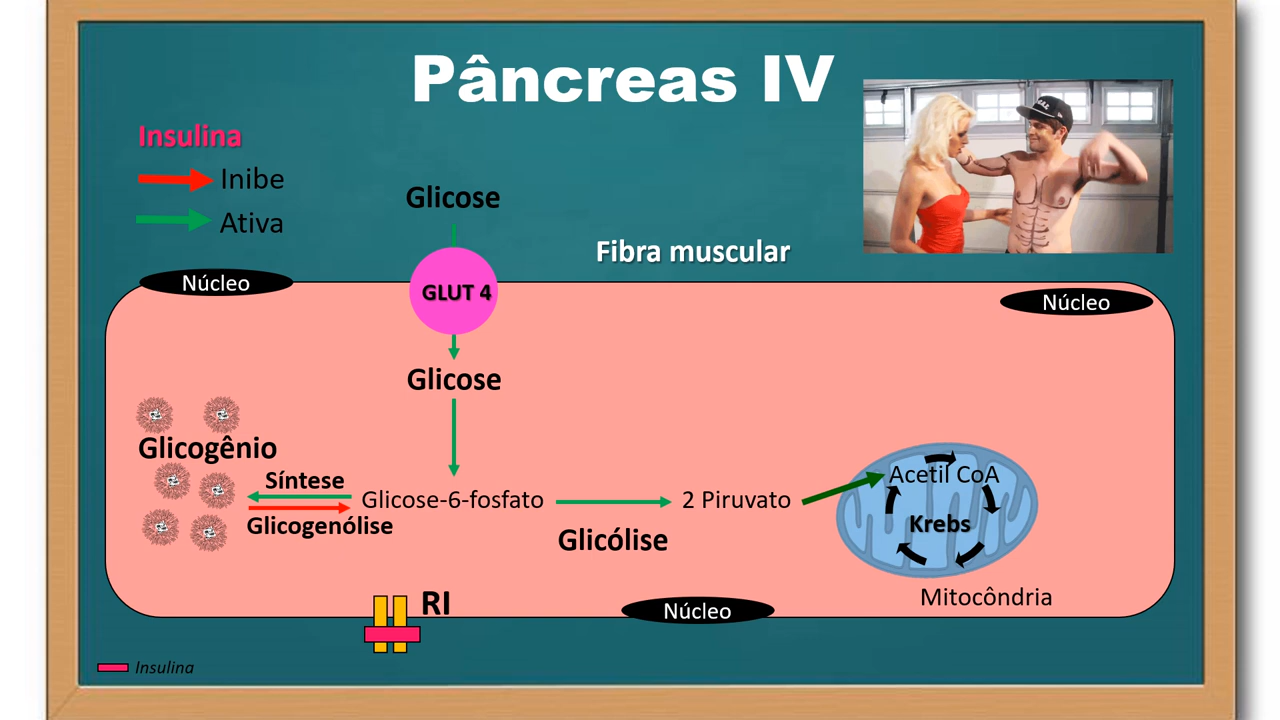 Pâncreas IV
Insulina
Inibe
Ativa
Glicose
Fibra muscular
Núcleo
GLUT 4
Núcleo
Glicose
Glicogênio
Síntese
Glicose-6-fosfato
2 Piruvato
Acetil CoA
Glicogenólise
Krebs
Glicólise
Mitocôndria
RI
Núcleo
Insulina